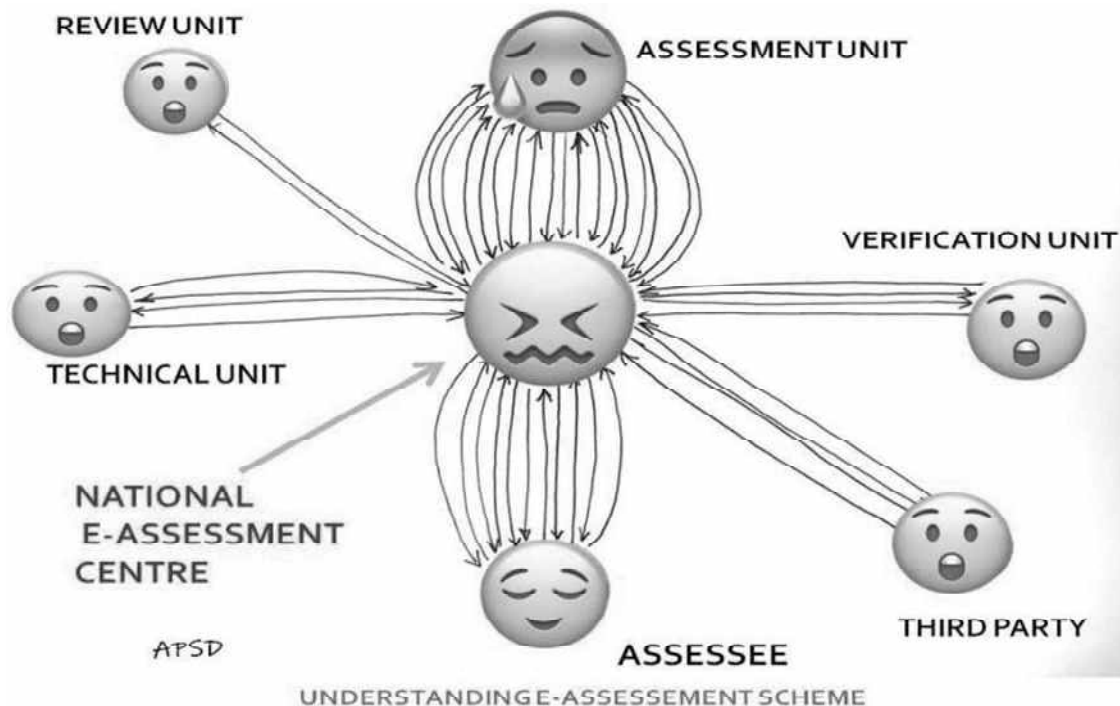 REVIEW UNIT
ASSESSMENT UNIT
VERIFICATION UNIT
TECHNICAL UNIT
NATIONAL
E-ASSESSMENT
CENTRE
THIRD PARTY
APSD
ASSESSEE
UNDERSTANDING E-ASSESSEMENT SCHEME